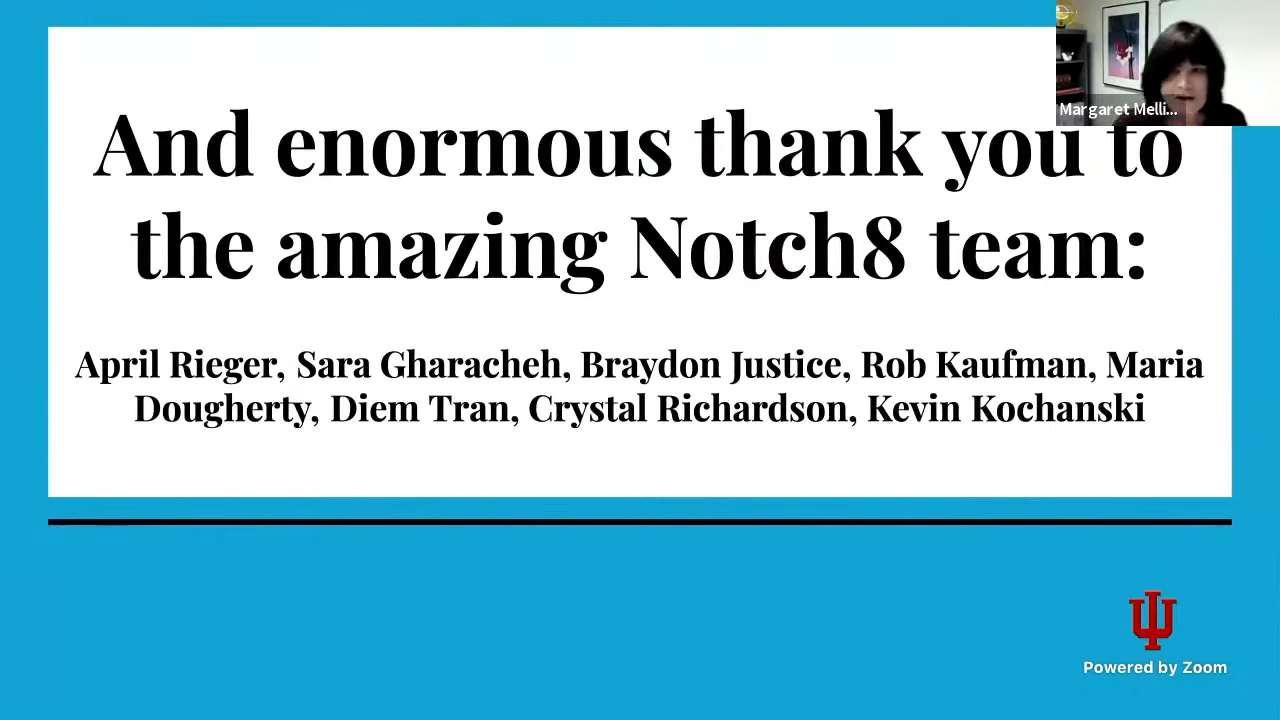 Margaret Melli...
And enormous thank you to
the amazing Notch8 team:
April Rieger, Sara Gharacheh, Braydon Justice, Rob Kaufman, Maria
Dougherty, Diem Tran, Crystal Richardson, Kevin Kochanski
Powered by Zoom